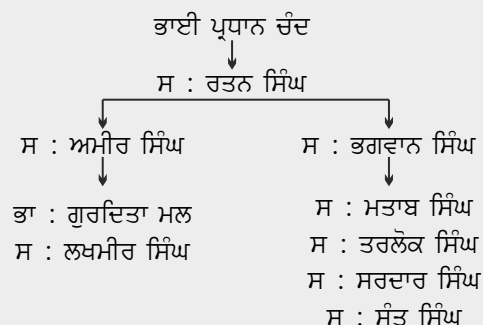 ਭਾਈ ਪ੍ਰਧਾਨ ਚੰਦ
ਸ : ਰਤਨ ਸਿੰਘ
ਸ : ਅਮੀਰ ਸਿੰਘ
ਭਾ : ਗੁਰਦਿਤਾ ਮਲ
ਸ : ਲਖਮੀਰ ਸਿੰਘ
ਸ : ਭਗਵਾਨ ਸਿੰਘ
ਸ : ਮਤਾਬ ਸਿੰਘ
ਸ : ਤਰਲੋਕ ਸਿੰਘ
ਸ : ਸਰਦਾਰ ਸਿੰਘ
ਸ : ਸੰਤ ਸਿੰਘ